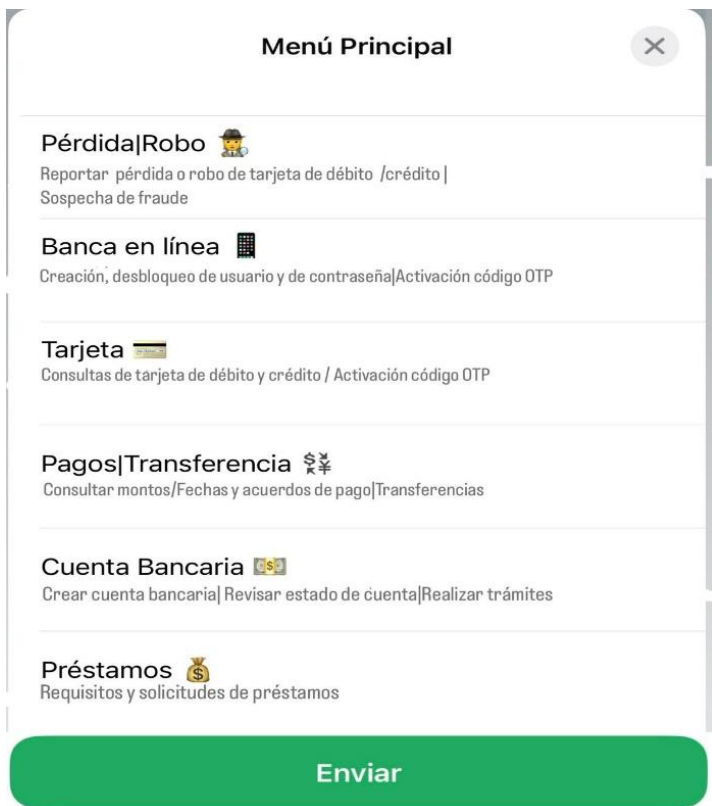 Menú Principal
Pérdida|Robo 🕵️
Reportar pérdida o robo de tarjeta de débito /crédito |
Sospecha de fraude
Banca en línea 📱
Creación, desbloqueo de usuario y de contraseña|Activación código OTP
Tarjeta 💳
Consultas de tarjeta de débito y crédito / Activación código OTP
Pagos|Transferencia 💱
Consultar montos/Fechas y acuerdos de pago|Transferencias
Cuenta Bancaria 💵
Crear cuenta bancaria| Revisar estado de cuenta|Realizar trámites
Préstamos 💰
Requisitos y solicitudes de préstamos
Enviar